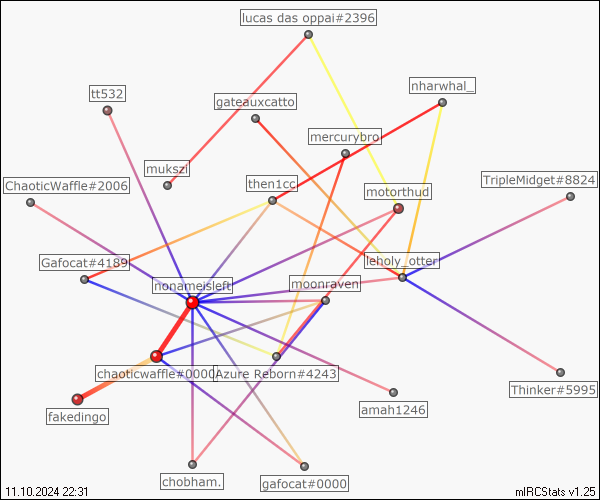 lucas das oppai#2396
nharwhal_
tt532
gateauxcatto
mercurybro
mukszi
then1cc
TripleMidget#8824
ChaoticWaffle#2006
motorthud
Gafocat#4189
leholy_otter
nonameisleft
moonraven
chaoticwaffle#0000
Azure Reborn#4243
Thinker#5995
fakedingo
amah1246
chobham.
gafocat#0000
11.10.2024 22:31
mIRCStats v1.25